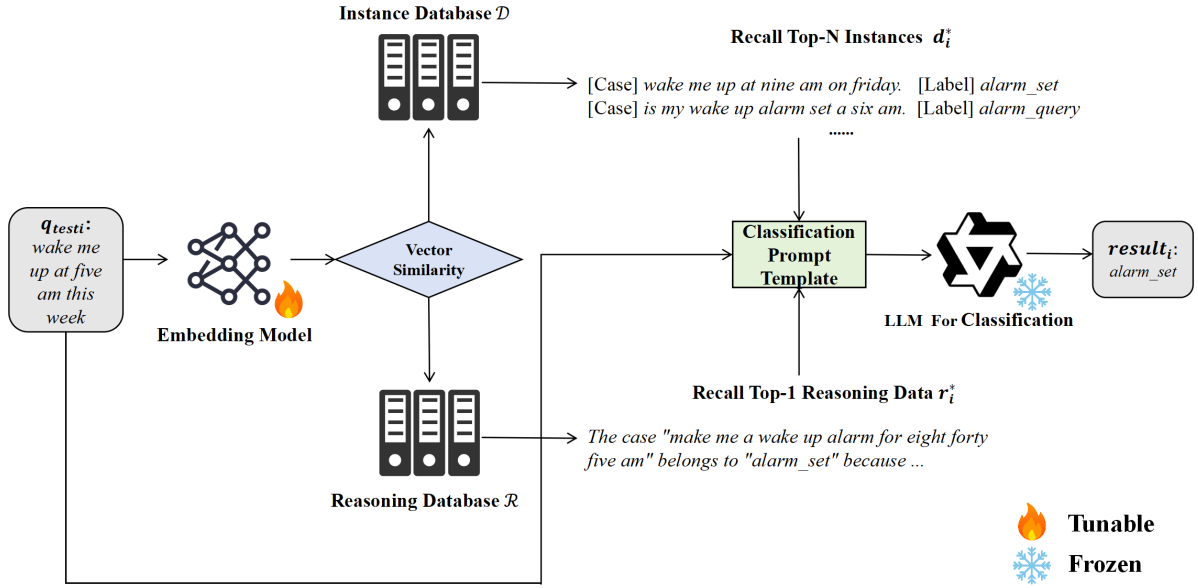 Instance Database 𝒟
Recall Top-N Instances d_i^*
[Case] wake me up at nine am on friday. [Label] alarm_set
[Case] is my wake up alarm set a six am. [Label] alarm_query
......
q_testi:
wake me
up at five
am this
week
Embedding Model
Vector
Similarity
Classification
Prompt
Template
LLM For Classification
result_i:
alarm_set
Recall Top-1 Reasoning Data r_i^*
The case "make me a wake up alarm for eight forty
five am" belongs to "alarm_set" because ...
Reasoning Database ℛ
Tunable
Frozen